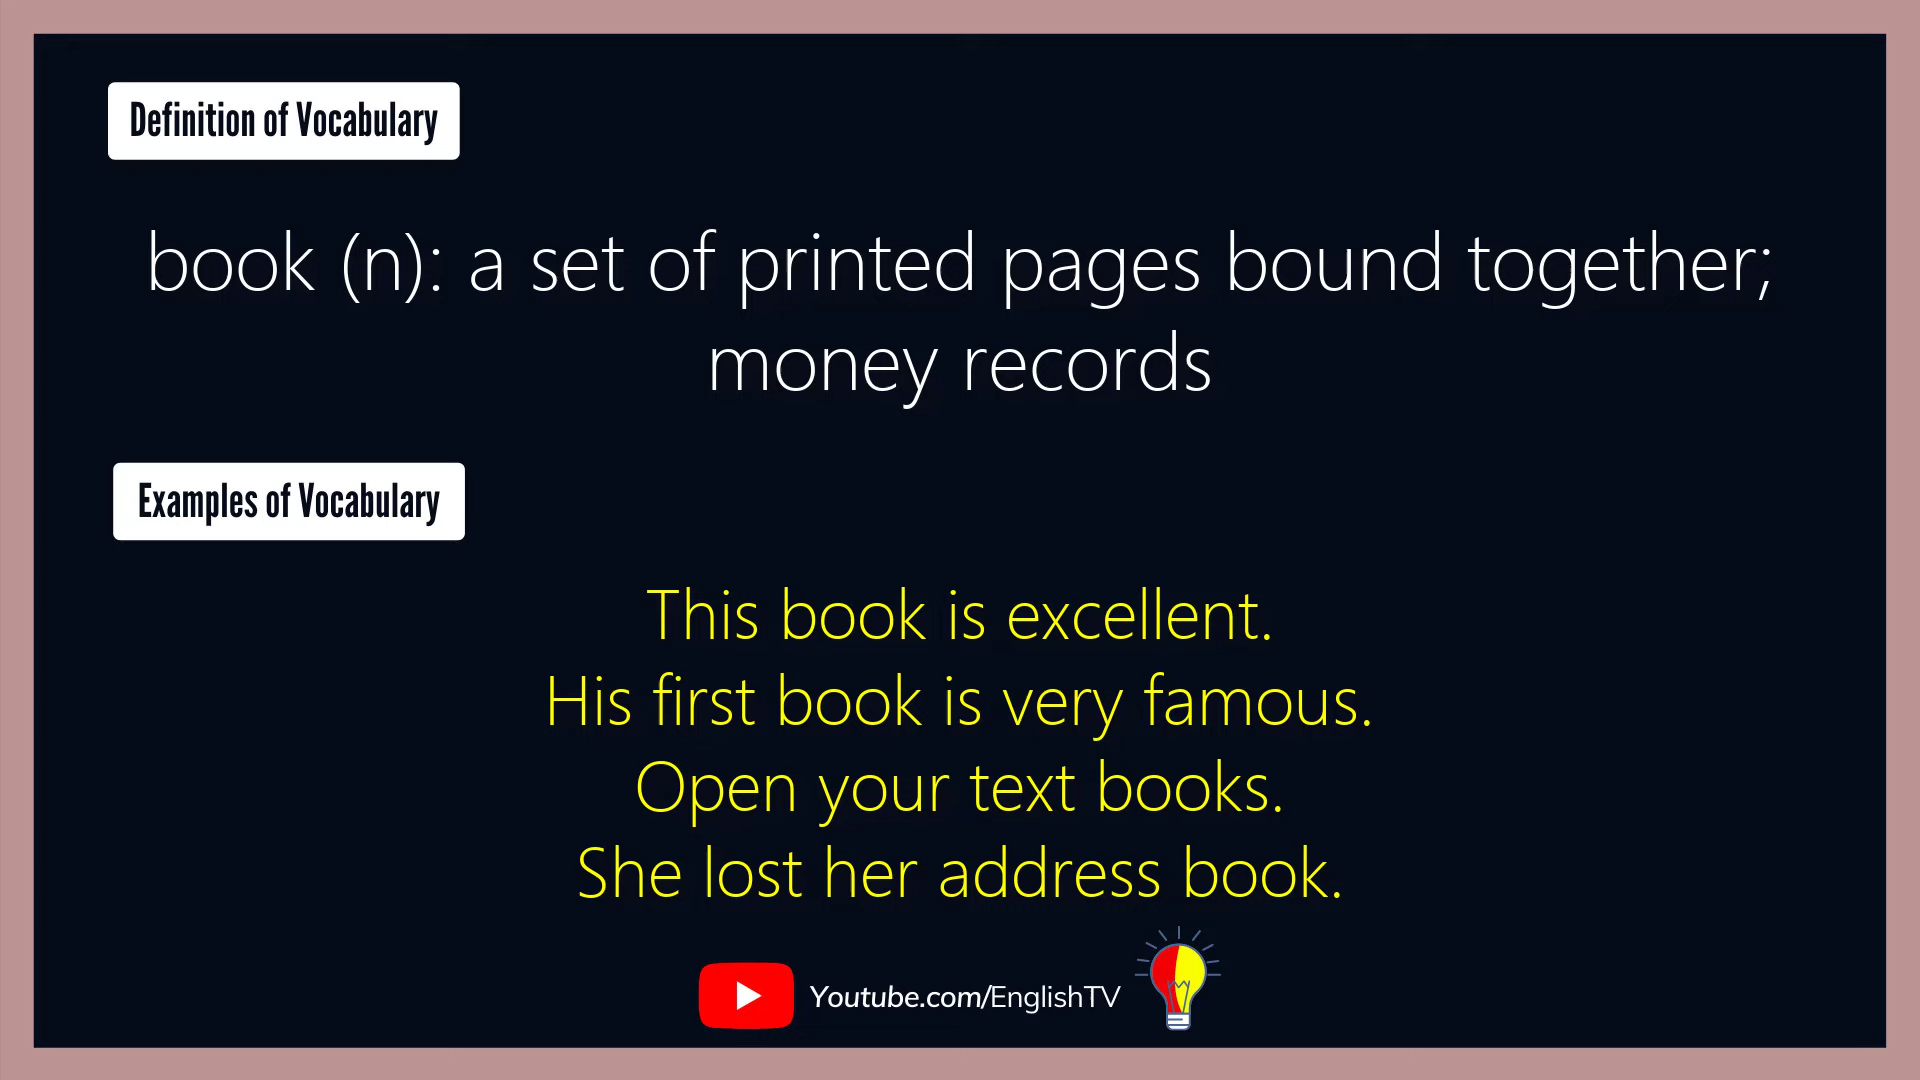 Definition of Vocabulary
book (n): a set of printed pages bound together;
money records
Examples of Vocabulary
This book is excellent.
His first book is very famous.
Open your text books.
She lost her address book.
Youtube.com/EnglishTV